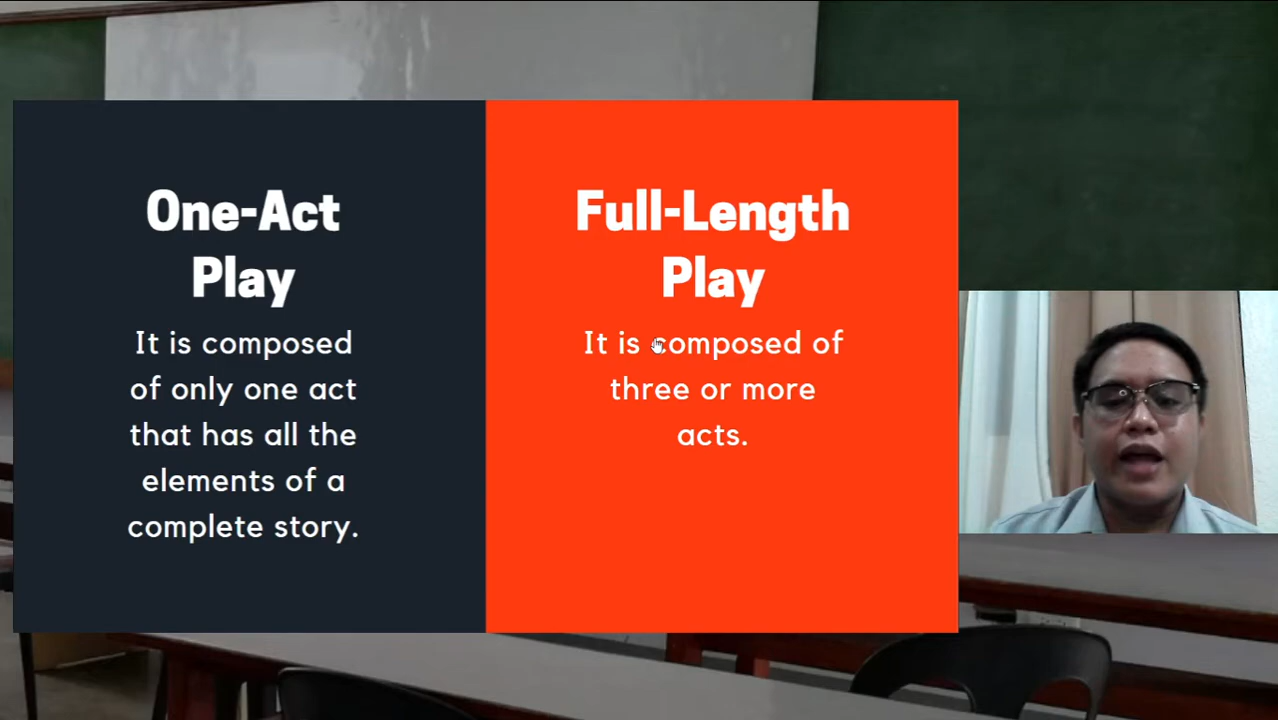 One-Act
Play
It is composed
of only one act
that has all the
elements of a
complete story.
Full-Length
Play
It is composed of
three or more
acts.